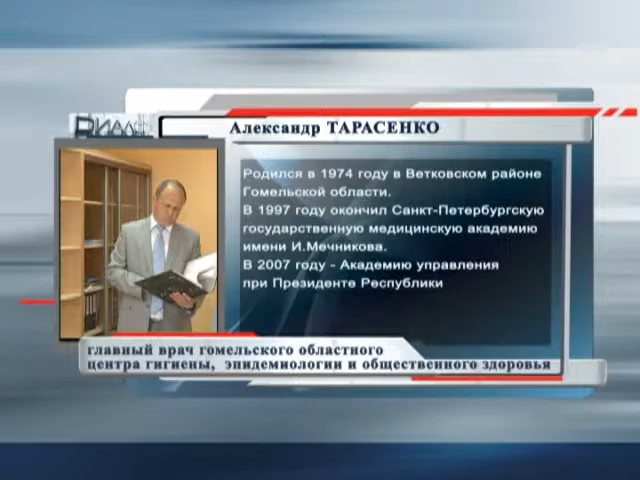 ДИАЛОГ
Александр ТАРАСЕНКО
Родился в 1974 году в Ветковском районе
Гомельской области.
В 1997 году окончил Санкт-Петербургскую
государственную медицинскую академию
имени И.Мечникова.
В 2007 году - Академию управления
при Президенте Республики
главный врач гомельского областного
центра гигиены, эпидемиологии и общественного здоровья